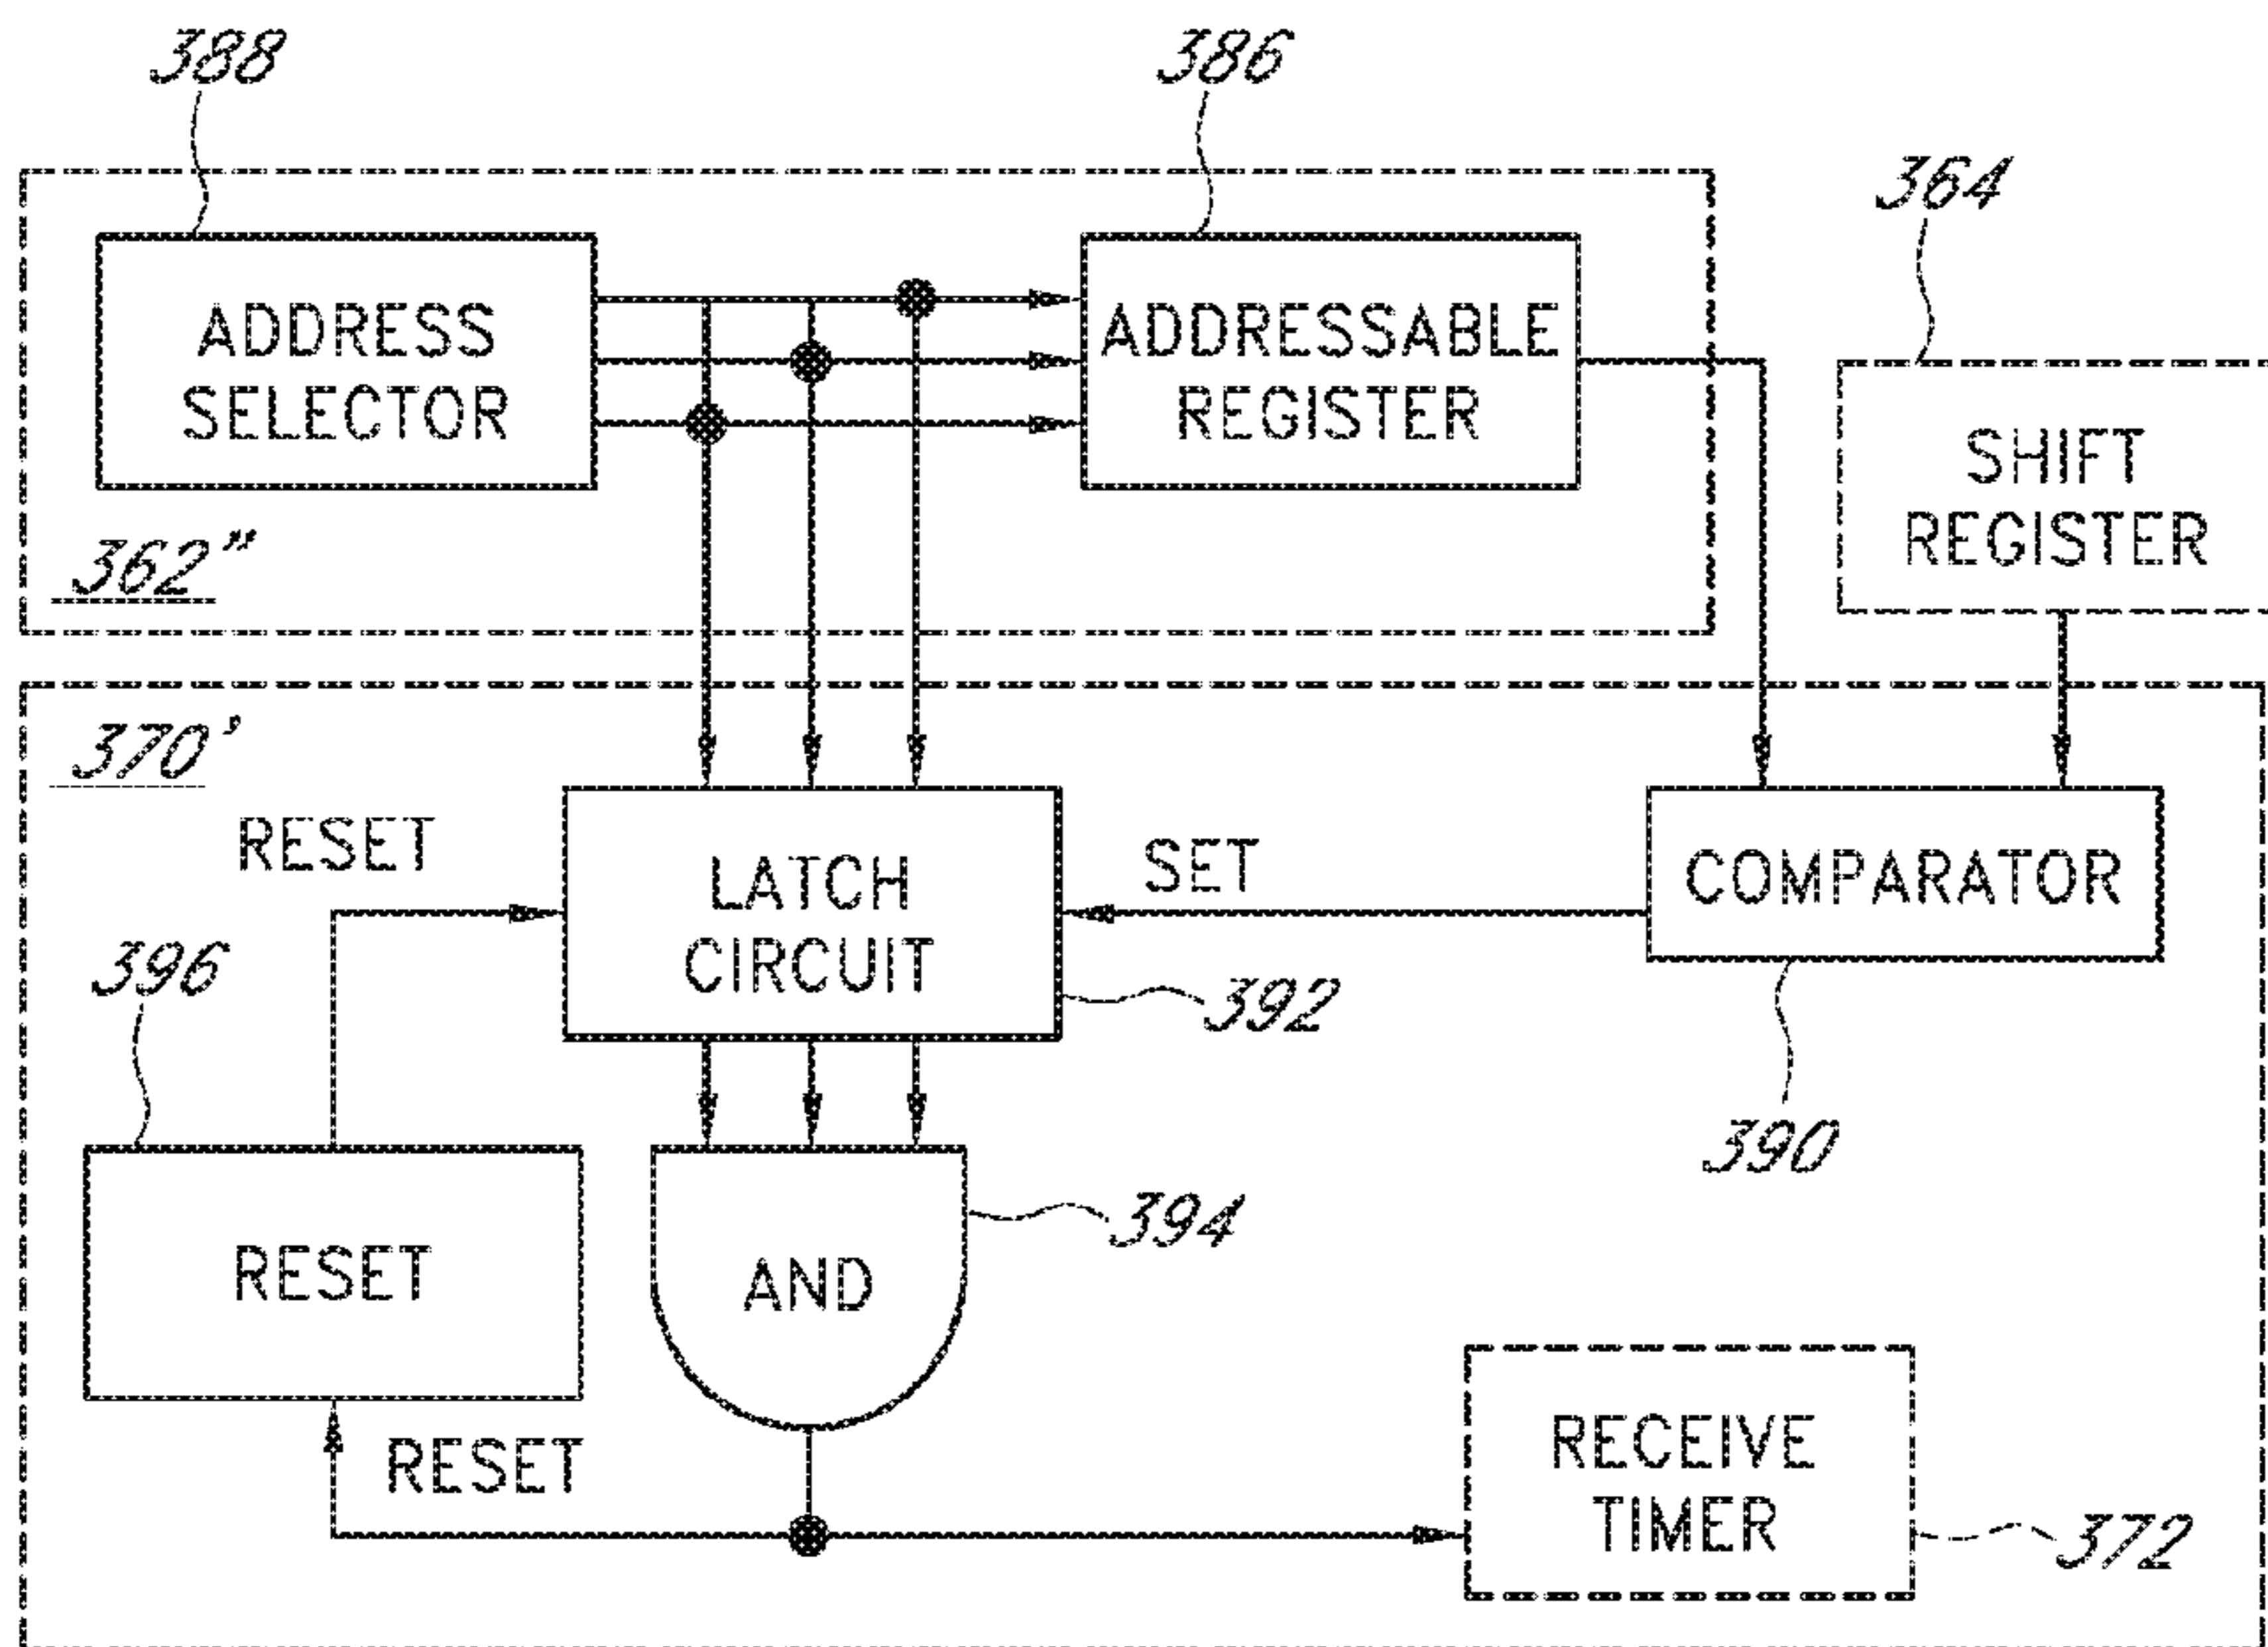 388
386
364
ADDRESS
SELECTOR
ADDRESSABLE
REGISTER
SHIFT
REGISTER
362"
370'
RESET
LATCH
CIRCUIT
SET
COMPARATOR
396
392
390
394
RESET
AND
RESET
RECEIVE
TIMER
372